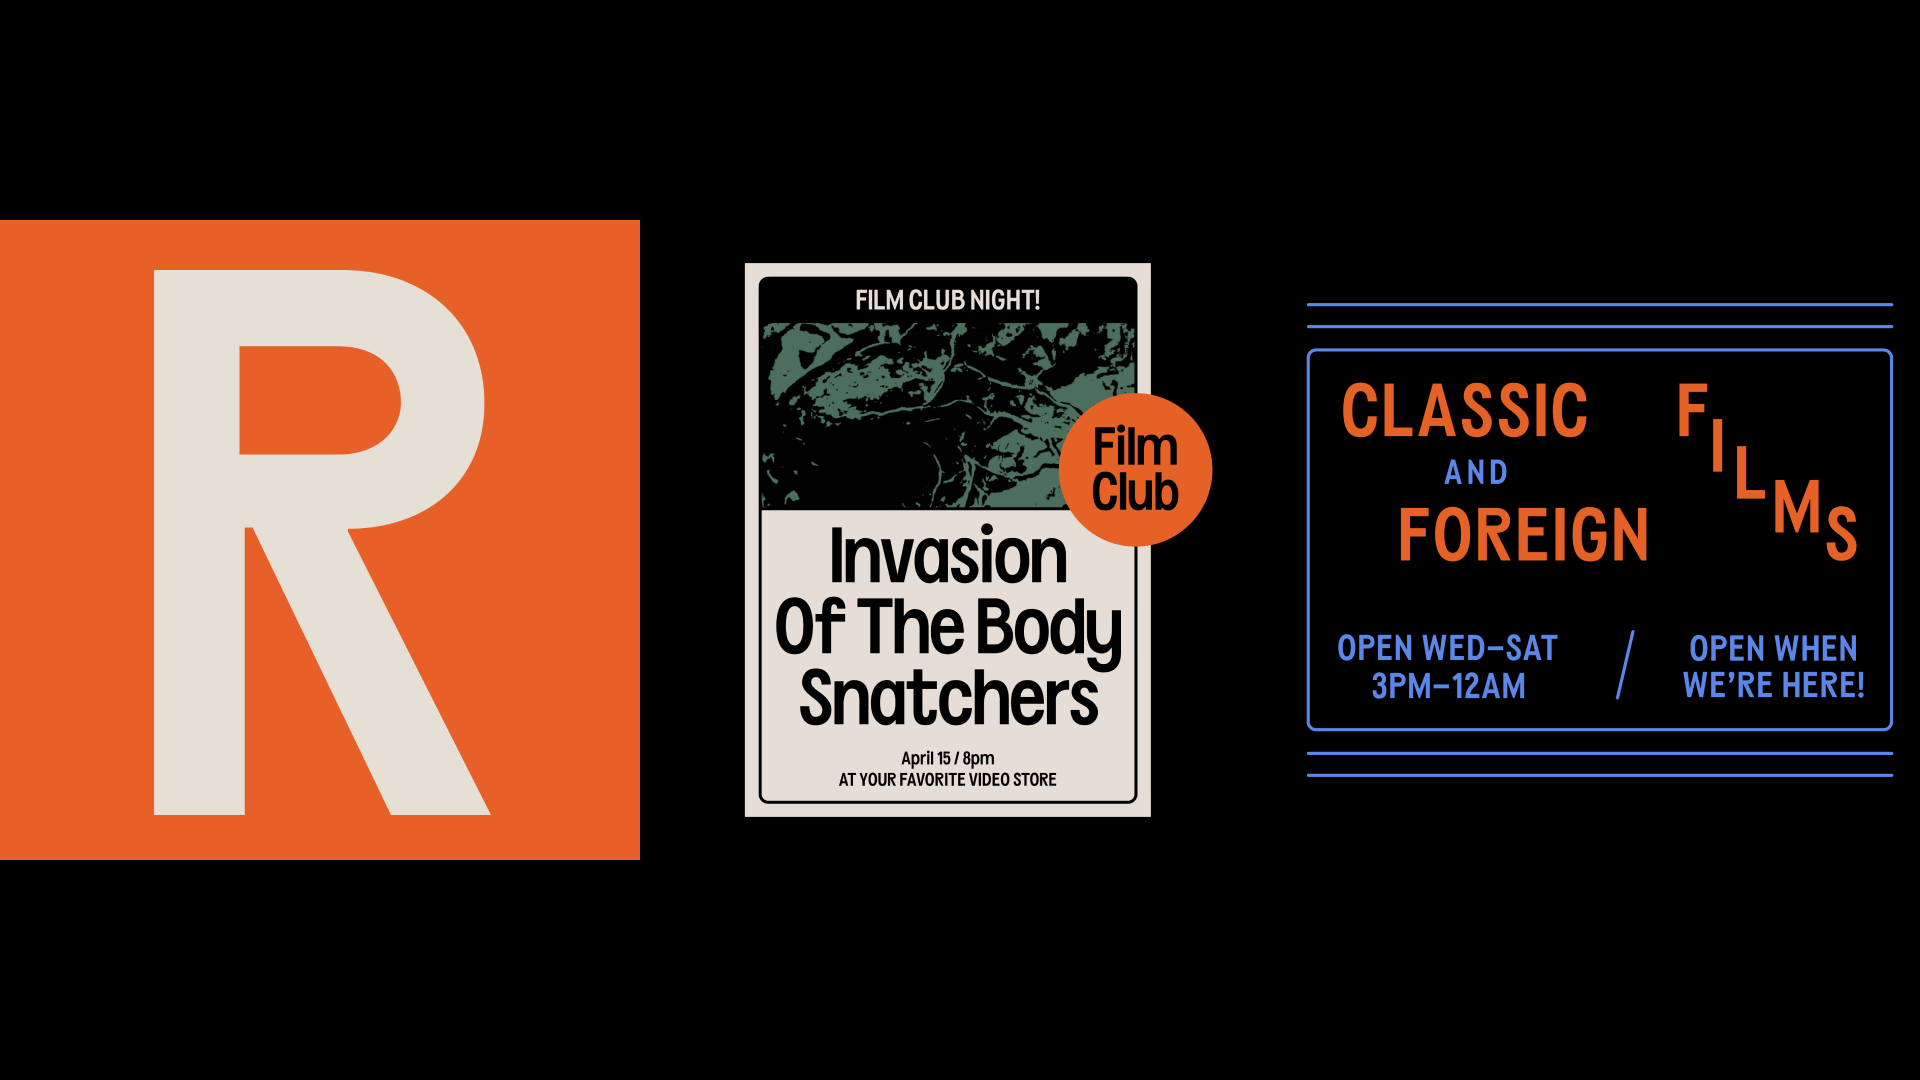 R
FILM CLUB NIGHT!
Film
Club
Invasion
Of The Body
Snatchers
April 15 / 8pm
AT YOUR FAVORITE VIDEO STORE
CLASSIC
AND
FOREIGN
FILMS
OPEN WED–SAT
3PM–12AM
/
OPEN WHEN
WE’RE HERE!